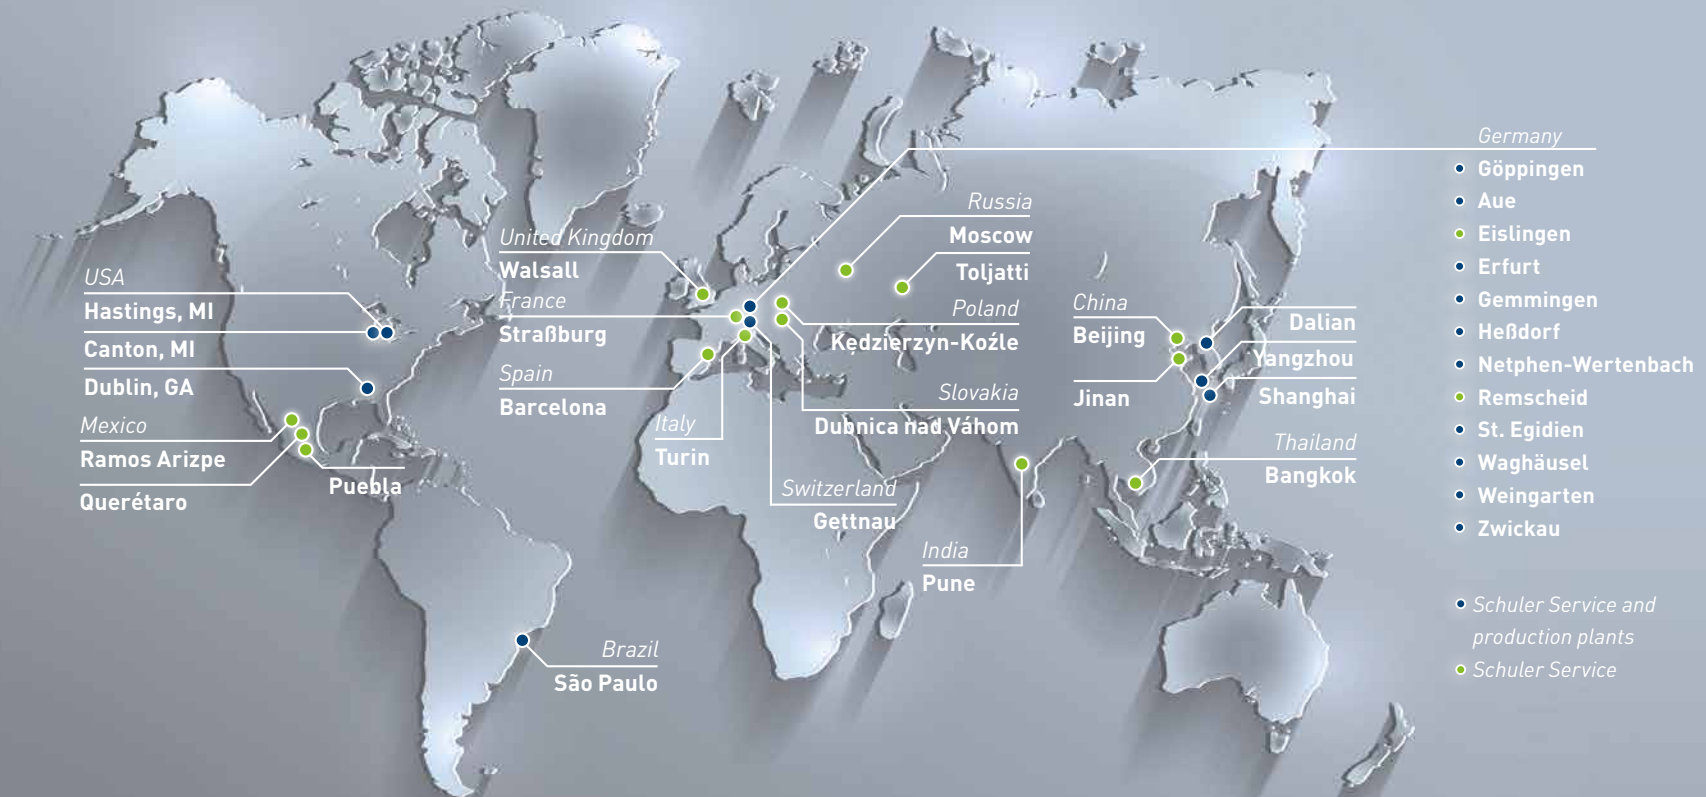 USA
Hastings, MI
Canton, MI
Dublin, GA
Mexico
Ramos Arizpe
Querétaro
Puebla
Brazil
São Paulo
United Kingdom
Walsall
France
Straßburg
Spain
Barcelona
Italy
Turin
Switzerland
Gettnau
Russia
Moscow
Toljatti
Poland
Kędzierzyn-Koźle
Slovakia
Dubnica nad Váhom
India
Pune
China
Beijing
Jinan
Dalian
Yangzhou
Shanghai
Thailand
Bangkok
Germany
Göppingen
Aue
Eislingen
Erfurt
Gemmingen
Heßdorf
Netphen-Wertenbach
Remscheid
St. Egidien
Waghäusel
Weingarten
Zwickau
Schuler Service and
production plants
Schuler Service